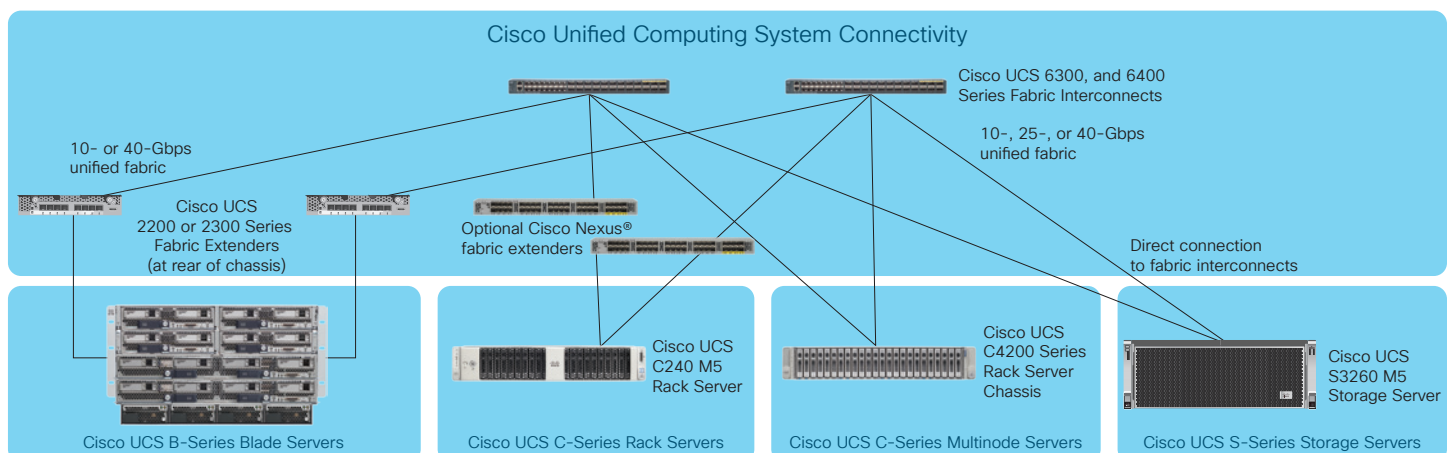 Cisco Unified Computing System Connectivity
Cisco UCS 6300, and 6400
Series Fabric Interconnects
10- or 40-Gbps
unified fabric
10-, 25-, or 40-Gbps
unified fabric
Cisco UCS
2200 or 2300 Series
Fabric Extenders
(at rear of chassis)
Optional Cisco Nexus®
fabric extenders
Direct connection
to fabric interconnects
Cisco UCS
C240 M5
Rack Server
Cisco UCS
C4200 Series
Rack Server
Chassis
Cisco UCS
S3260 M5
Storage Server
Cisco UCS B-Series Blade Servers
Cisco UCS C-Series Rack Servers
Cisco UCS C-Series Multinode Servers
Cisco UCS S-Series Storage Servers